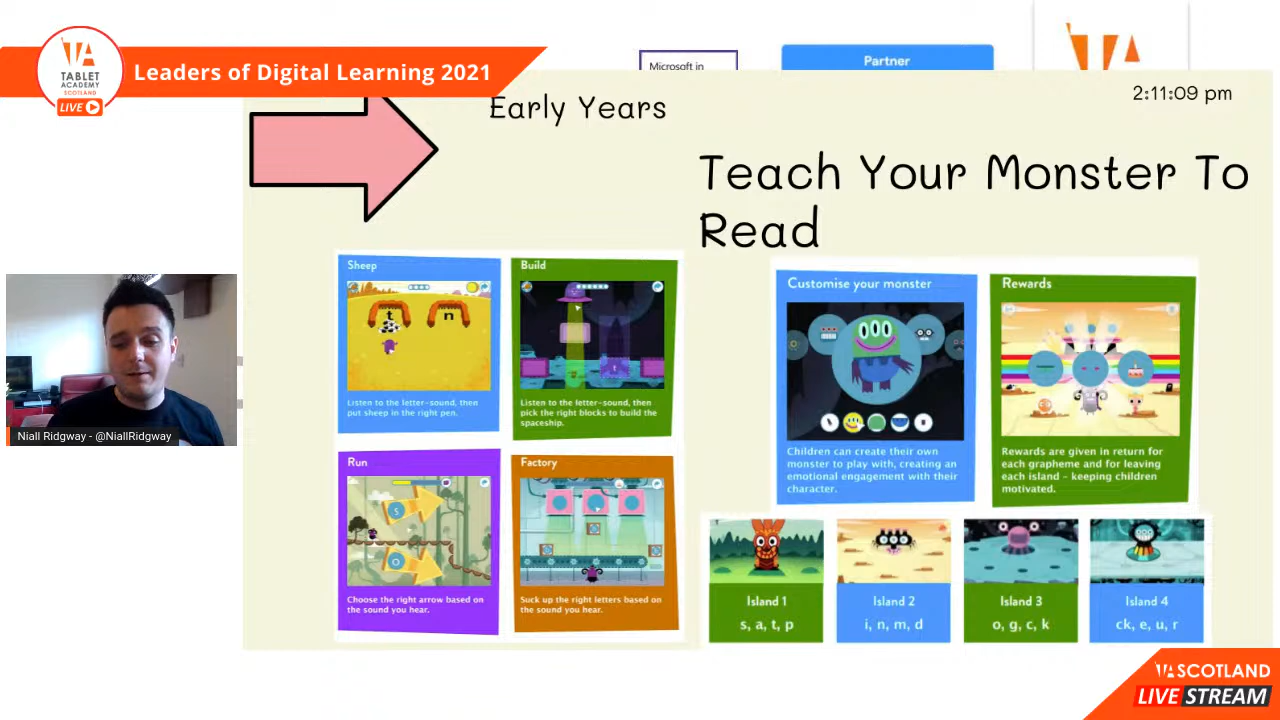 TABLET
ACADEMY
SCOTLAND
LIVE
Leaders of Digital Learning 2021
Microsoft in
Partner
Early Years
2:11:09 pm
Teach Your Monster To
Read
Sheep
t
n
Listen to the letter-sound, then
put sheep in the right pen.
Build
Listen to the letter-sound, then
pick the right blocks to build the
spaceship.
Customise your monster
Children can create their own
monster to play with, creating an
emotional engagement with their
character.
Rewards
Rewards are given in return for
each grapheme and for leaving
each island - keeping children
motivated.
Niall Ridgway - @NiallRidgway
Run
S
O
Choose the right arrow based on
the sound you hear.
Factory
Suck up the right letters based on
the sound you hear.
Island 1
s, a, t, p
Island 2
i, n, m, d
Island 3
o, g, c, k
Island 4
ck, e, u, r
TA SCOTLAND
LIVE STREAM